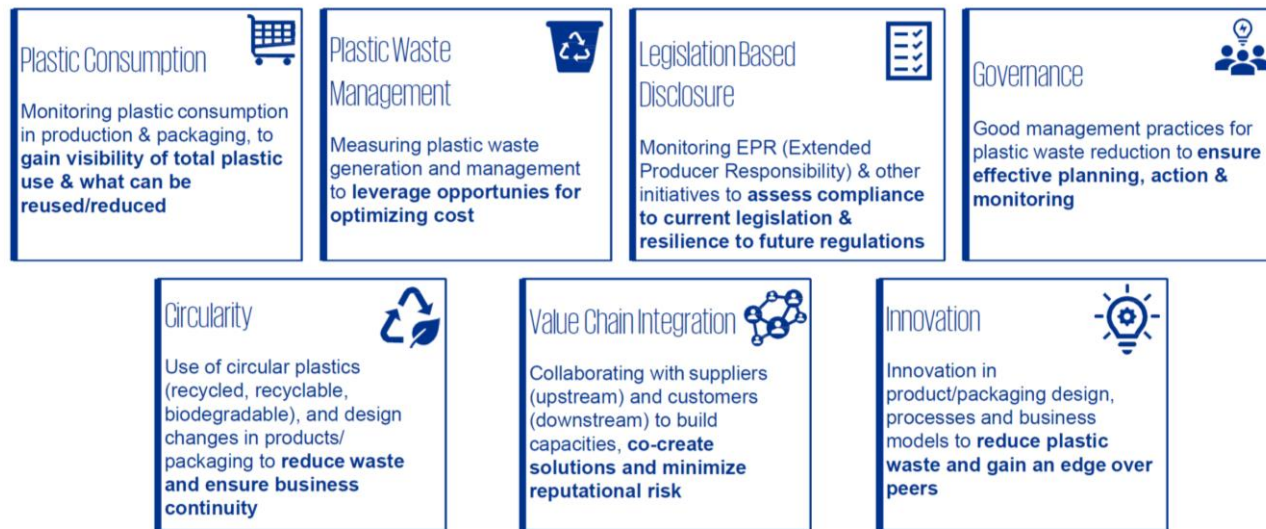 Plastic Consumption
Monitoring plastic consumption
in production & packaging, to
gain visibility of total plastic
use & what can be
reused/reduced
Plastic Waste
Management
Measuring plastic waste
generation and management
to leverage opportunies for
optimizing cost
Legislation Based
Disclosure
Monitoring EPR (Extended
Producer Responsibility) & other
initiatives to assess compliance
to current legislation &
resilience to future regulations
Governance
Good management practices for
plastic waste reduction to ensure
effective planning, action &
monitoring
Circularity
Use of circular plastics
(recycled, recyclable,
biodegradable), and design
changes in products/
packaging to reduce waste
and ensure business
continuity
Value Chain Integration
Collaborating with suppliers
(upstream) and customers
(downstream) to build
capacities, co-create
solutions and minimize
reputational risk
Innovation
Innovation in
product/packaging design,
processes and business
models to reduce plastic
waste and gain an edge over
peers